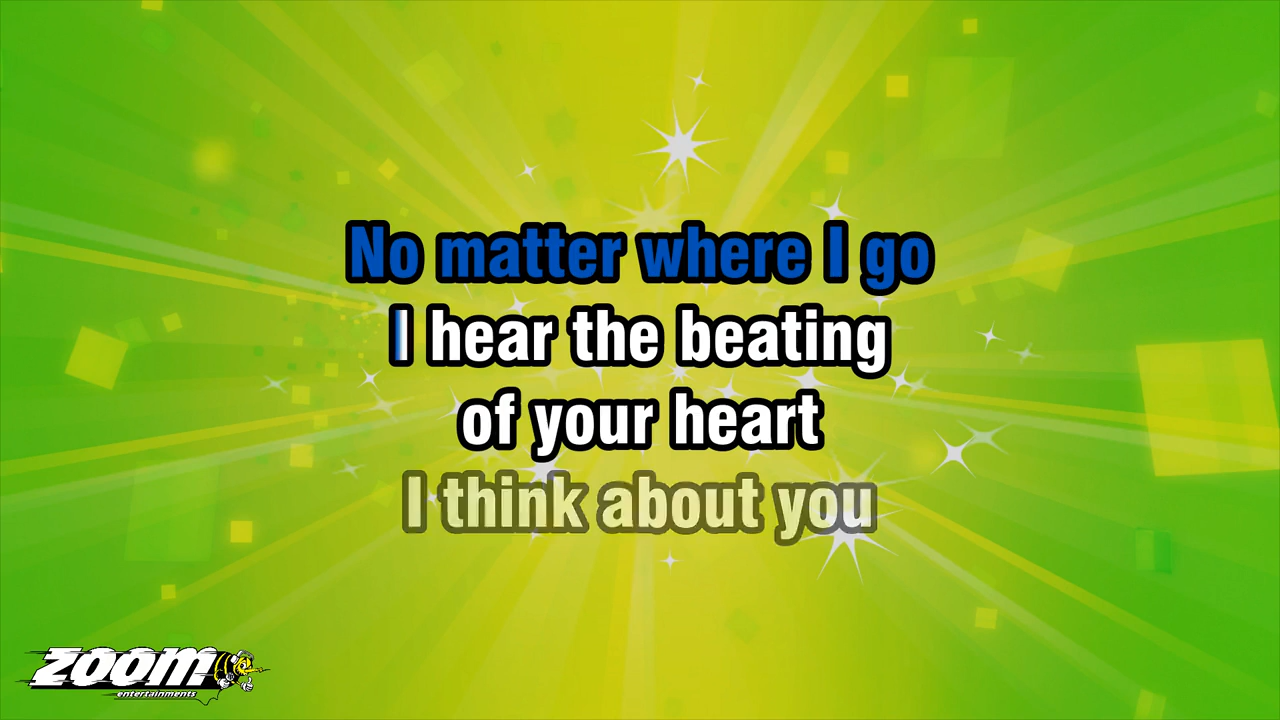 No matter where I go
I hear the beating
of your heart
I think about you
zoom
entertainments